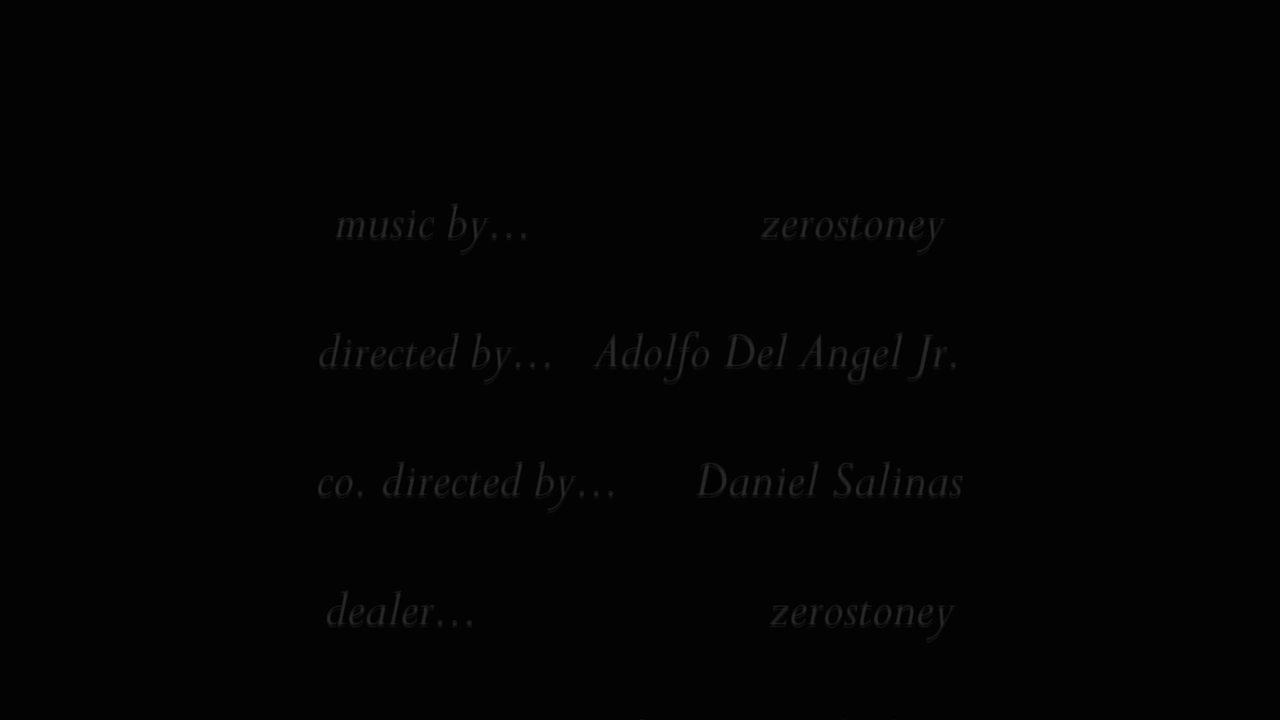 music by... zerostoney
directed by... Adolfo Del Angel Jr.
co. directed by... Daniel Salinas
dealer... zerostoney